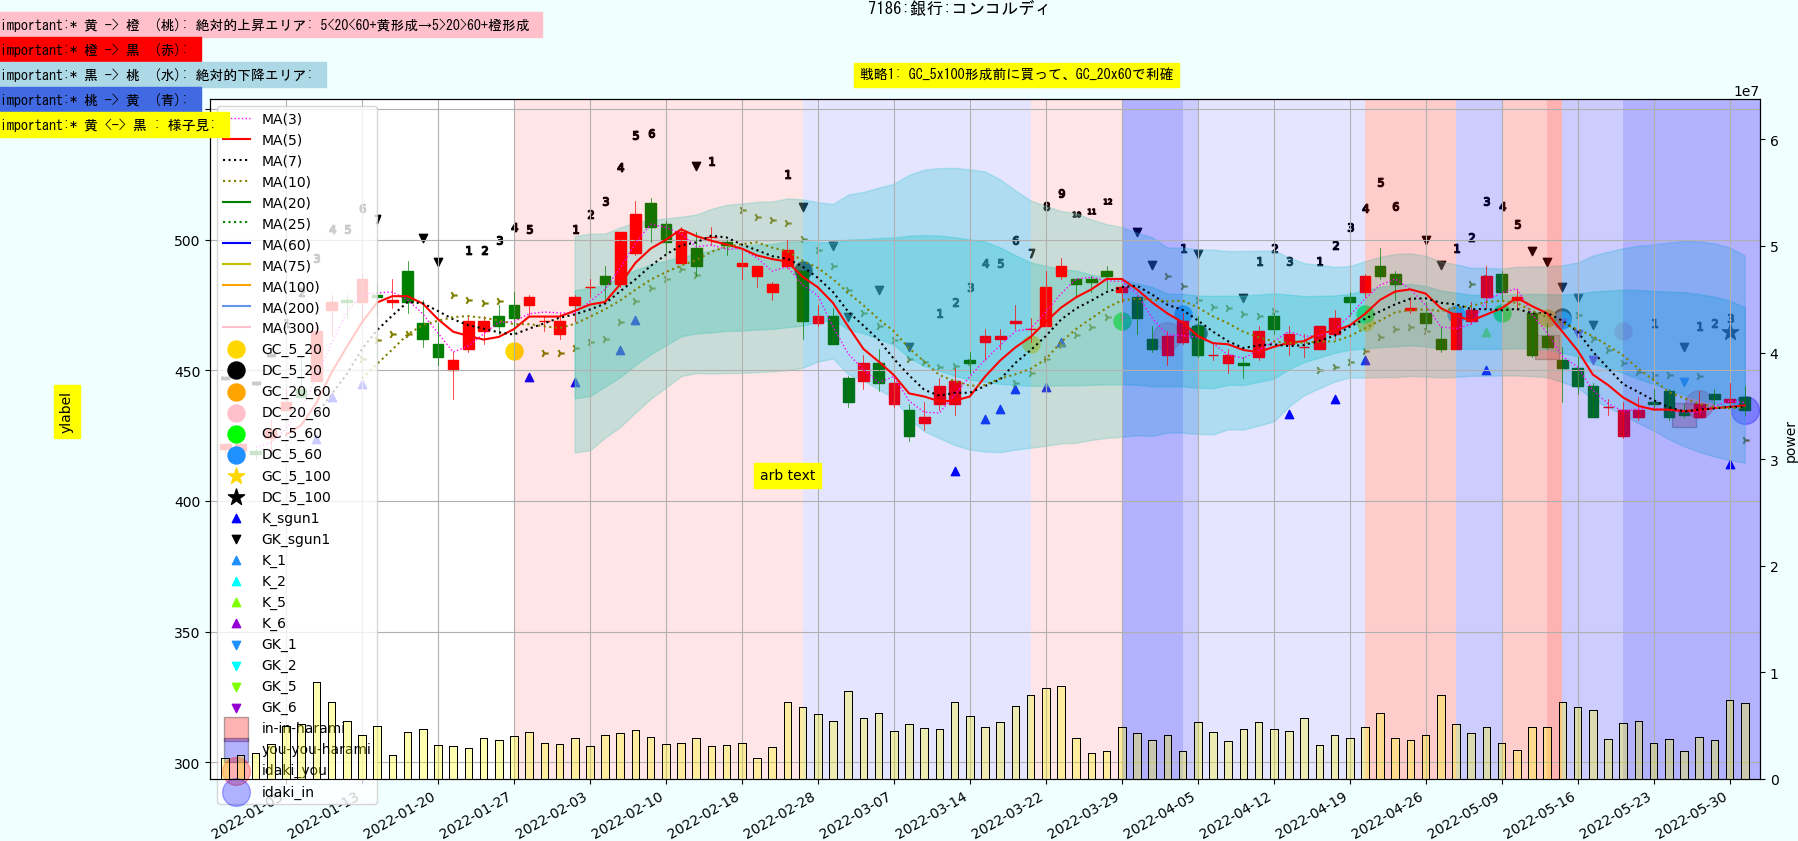 7186:銀行:コンコルディ
important:* 黄 -> 橙 (桃): 絶対的上昇エリア: 5<20<60+黄形成→5>20>60+橙形成
important:* 橙 -> 黒 (赤):
important:* 黒 -> 桃 (水): 絶対的下降エリア:
important:* 桃 -> 黄 (青):
important:* 黄 <-> 黒 : 様子見:
戦略1: GC_5x100形成前に買って、GC_20x60で利確
1e7
MA(3)
MA(5)
MA(7)
MA(10)
MA(20)
MA(25)
MA(60)
MA(75)
MA(100)
MA(200)
MA(300)
GC_5_20
DC_5_20
GC_20_60
DC_20_60
GC_5_60
DC_5_60
GC_5_100
DC_5_100
K_sgun1
GK_sgun1
K_1
K_2
K_5
K_6
GK_1
GK_2
GK_5
GK_6
in-in-harami
you-you-harami
idaki_you
idaki_in
arb text
ylabel
500
450
400
350
300
6
5
4
3
2
1
0
power
2022-01-05
2022-01-13
2022-01-20
2022-01-27
2022-02-03
2022-02-10
2022-02-18
2022-02-28
2022-03-07
2022-03-14
2022-03-22
2022-03-29
2022-04-05
2022-04-12
2022-04-19
2022-04-26
2022-05-09
2022-05-16
2022-05-23
2022-05-30